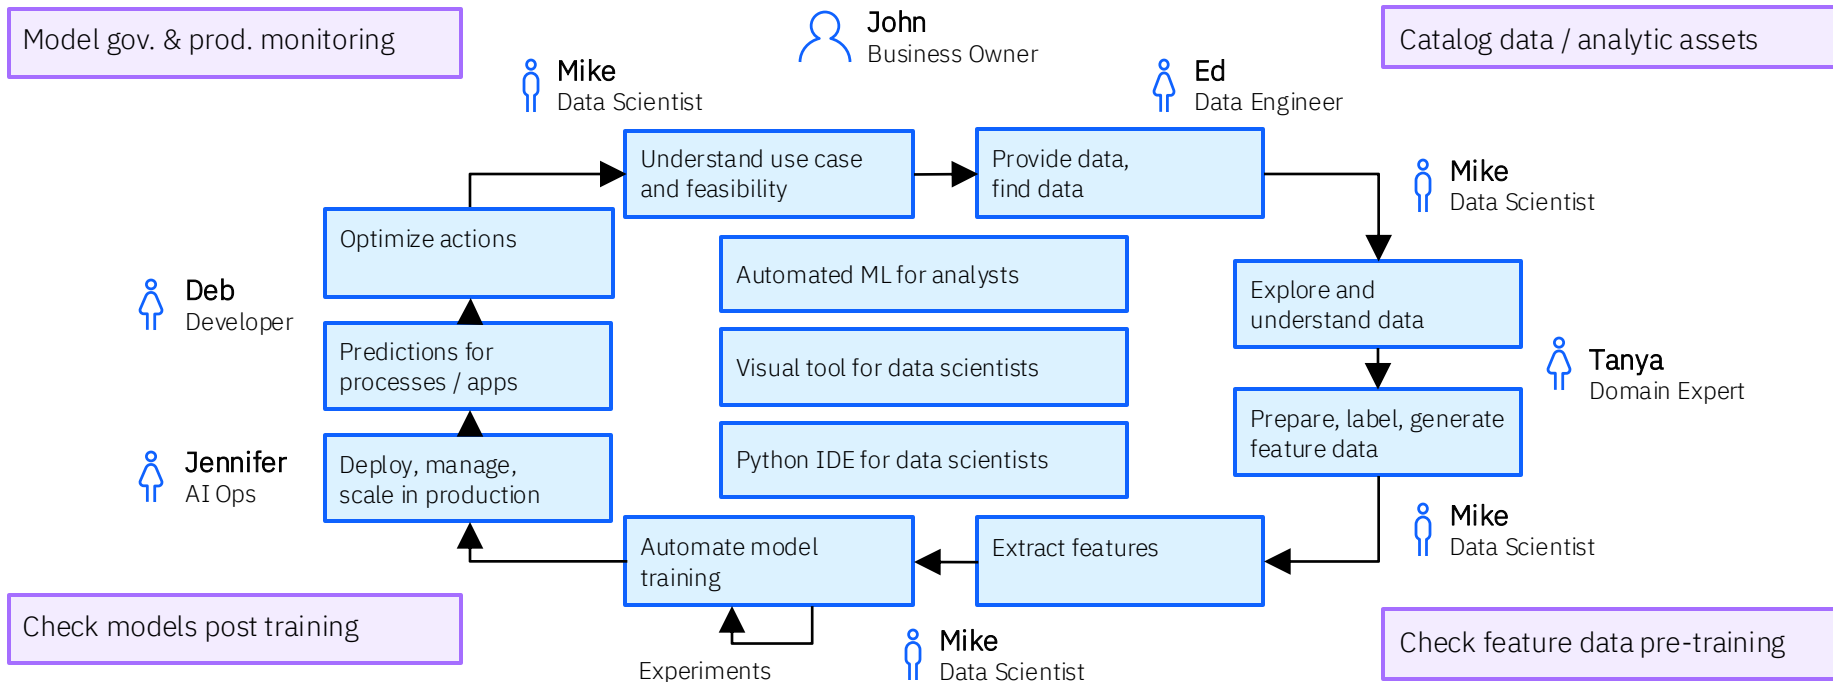 Model gov. & prod. monitoring
John
Business Owner
Catalog data / analytic assets
Mike
Data Scientist
Ed
Data Engineer
Understand use case
and feasibility
Provide data,
find data
Mike
Data Scientist
Optimize actions
Automated ML for analysts
Explore and
understand data
Deb
Developer
Predictions for
processes / apps
Visual tool for data scientists
Tanya
Domain Expert
Prepare, label, generate
feature data
Jennifer
AI Ops
Deploy, manage,
scale in production
Python IDE for data scientists
Mike
Data Scientist
Automate model
training
Extract features
Check models post training
Experiments
Mike
Data Scientist
Check feature data pre-training